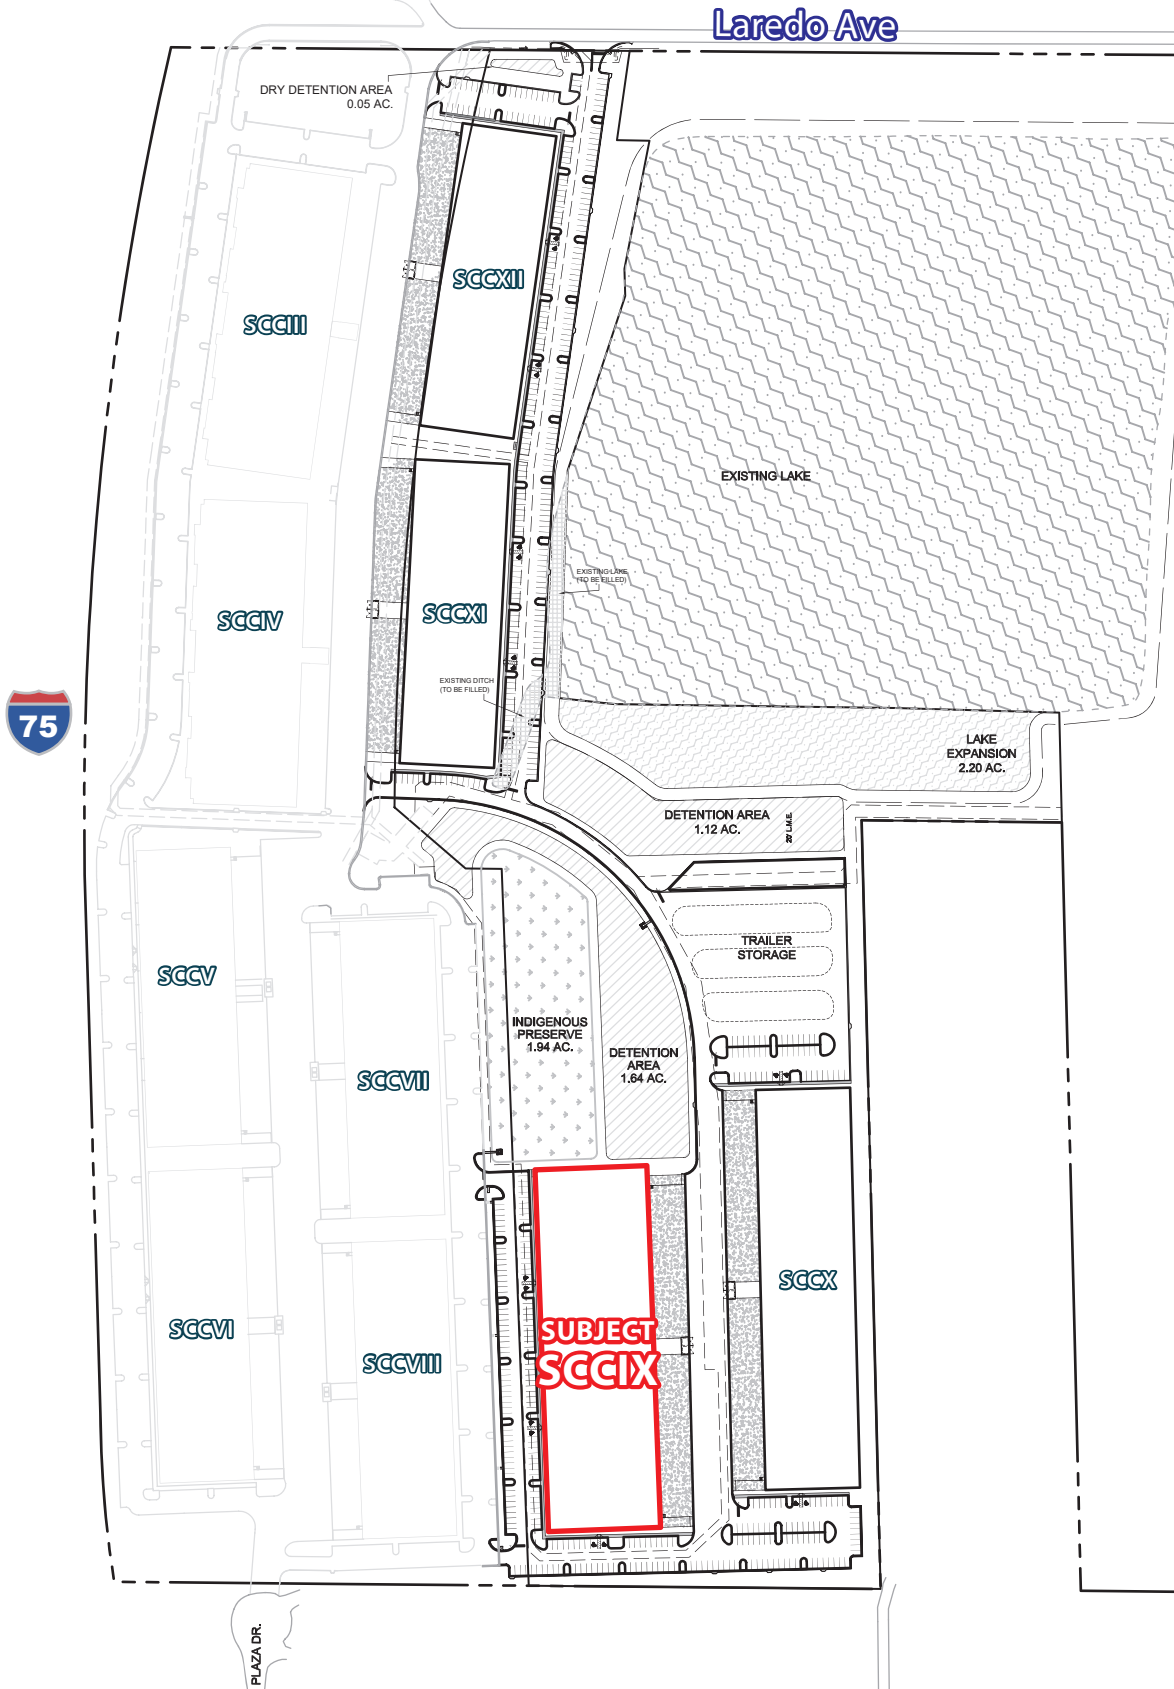 Laredo Ave
DRY DETENTION AREA
0.05 AC.
SCCXII
SCCIII
EXISTING LAKE
EXISTING LAKE
(TO BE FILLED)
SCCXI
SCCIV
EXISTING DITCH
(TO BE FILLED)
75
LAKE
EXPANSION
2.20 AC.
DETENTION AREA
1.12 AC.
20' L.M.E.
TRAILER
STORAGE
SCCV
INDIGENOUS
PRESERVE
1.94 AC.
DETENTION
AREA
1.64 AC.
SCCVII
SCCX
SCCVI
SUBJECT
SCCIX
SCCVIII
PLAZA DR.